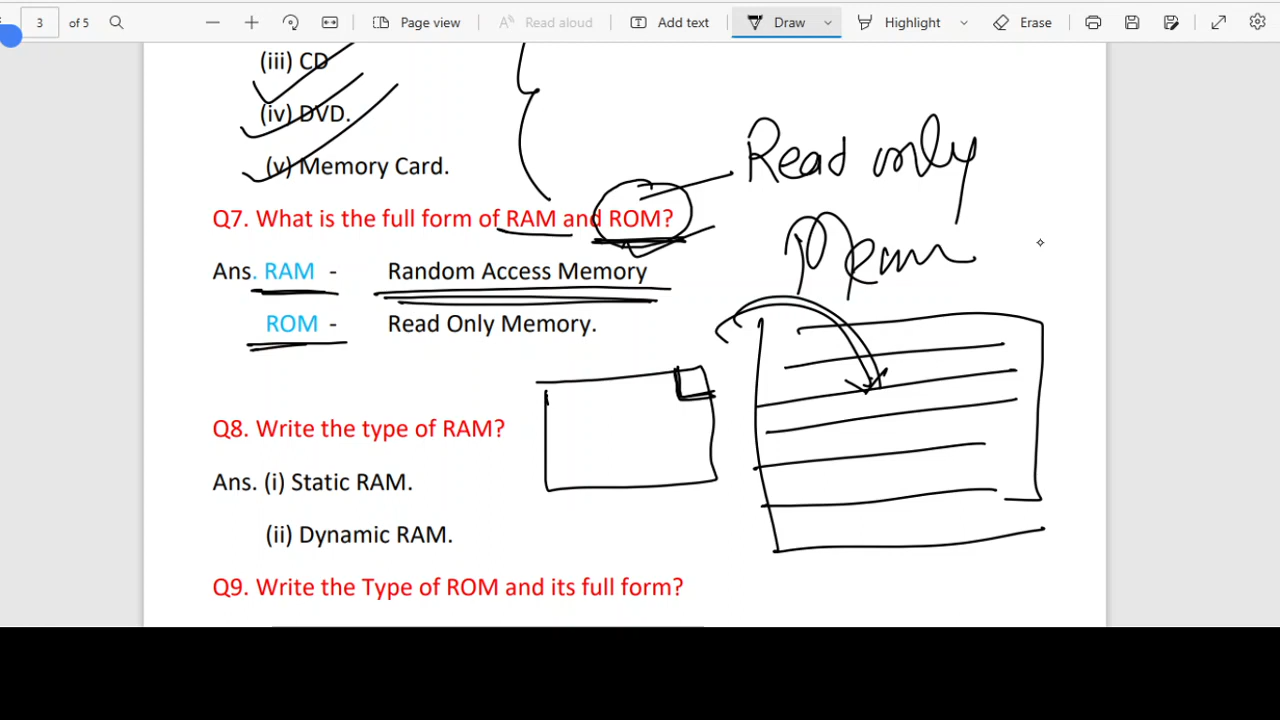 3 of 5 Page view Read aloud Add text Draw Highlight Erase
(iii) CD
(iv) DVD.
(v) Memory Card.
Read only
Q7. What is the full form of RAM and ROM?
Ans. RAM - Random Access Memory
ROM - Read Only Memory.
Q8. Write the type of RAM?
Ans. (i) Static RAM.
(ii) Dynamic RAM.
Q9. Write the Type of ROM and its full form?